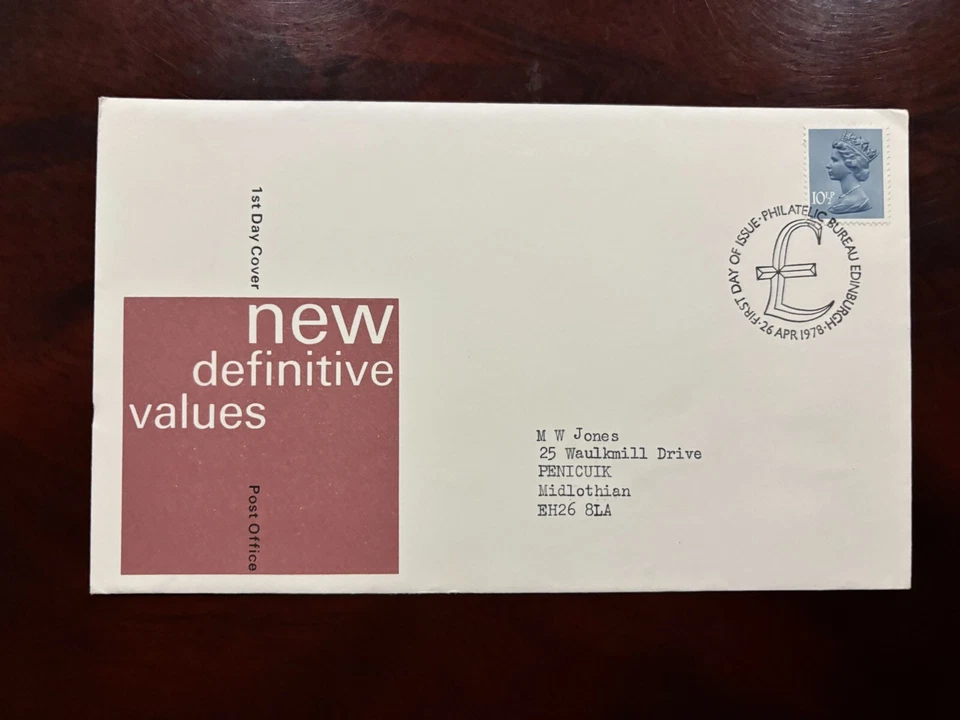 1st Day Cover
new
definitive
values
Post Office
10½P
FIRST DAY OF ISSUE·PHILATELIC BUREAU EDINBURGH·
·26 APR 1978·
£
M W Jones
25 Waulkmill Drive
PENICUIK
Midlothian
EH26 8LA